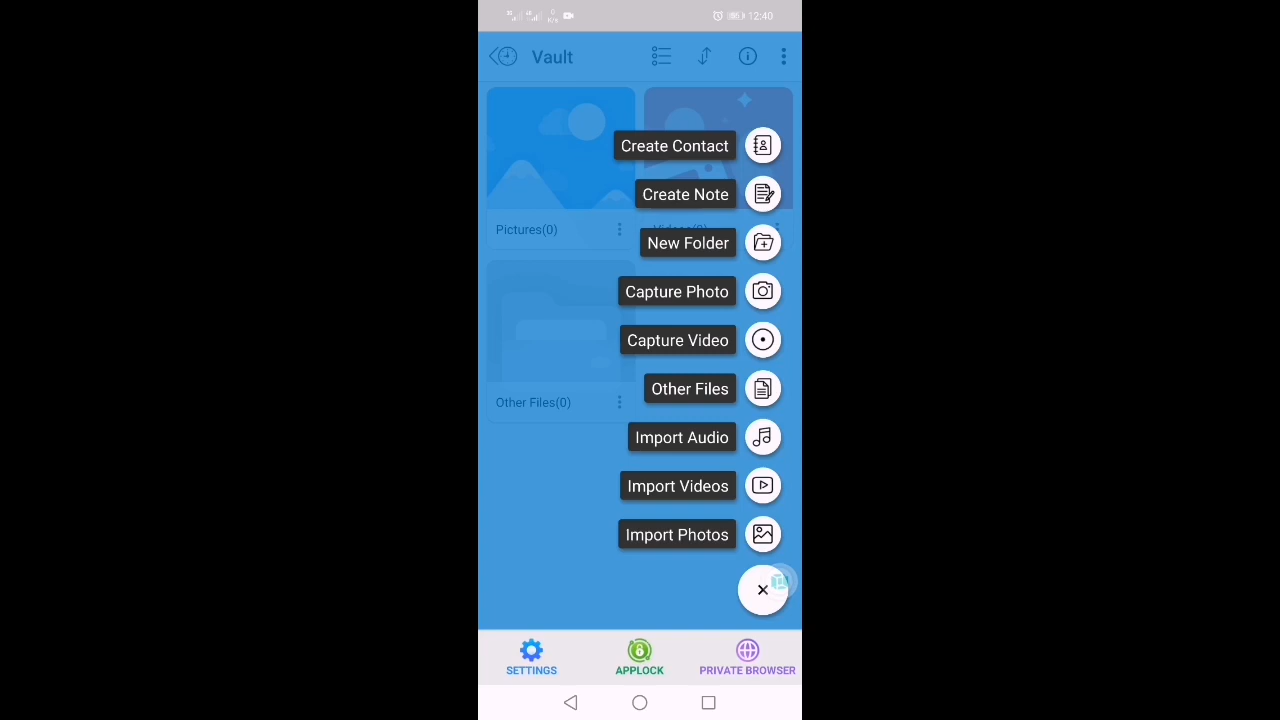 12:40
Vault
Create Contact
Create Note
Pictures(0)
New Folder
Capture Photo
Capture Video
Other Files
Other Files(0)
Import Audio
Import Videos
Import Photos
SETTINGS
APPLOCK
PRIVATE BROWSER